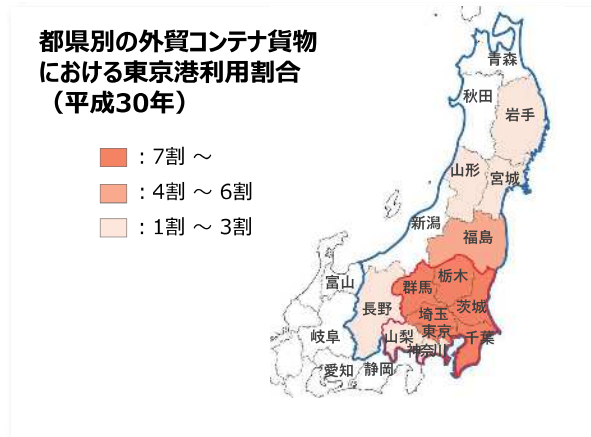 都県別の外貿コンテナ貨物
における東京港利用割合
（平成30年）
：7割 ～
：4割 ～ 6割
：1割 ～ 3割
青森
秋田
岩手
山形
宮城
新潟
福島
富山
栃木
群馬
長野
茨城
埼玉
岐阜
山梨
東京
千葉
神奈川
愛知
静岡